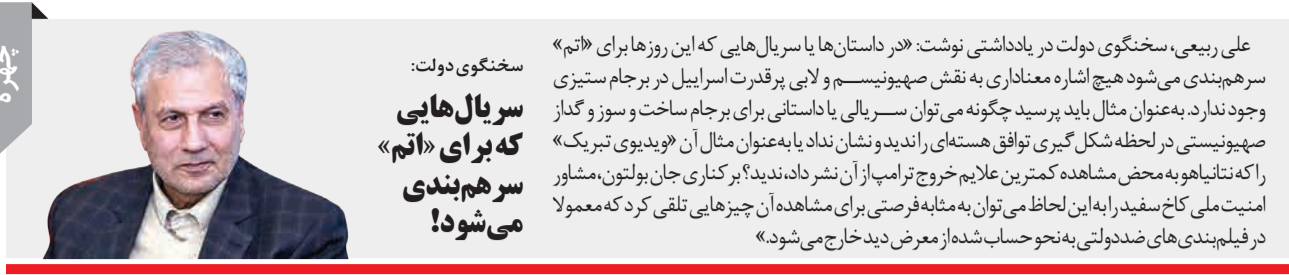 چهره
سخنگوی دولت:
سریال‌هایی
که برای «اتم»
سر هم‌بندی
می‌شود!
علی ربیعی، سخنگوی دولت در یادداشتی نوشت: «در داستان‌ها یا سریال‌هایی که این روزها برای «اتم»
سرهم‌بندی می‌شود هیچ اشاره معناداری به نقش صهیونیسم و لابی پرقدرت اسراییل در برجام ستیزی
وجود ندارد. به‌عنوان مثال باید پرسید چگونه می‌توان سریالی یا داستانی برای برجام ساخت و سوز و گداز
صهیونیستی در لحظه شکل گیری توافق هسته‌ای را ندید و نشان نداد یا به‌عنوان مثال آن «ویدیوی تبریک»
را که نتانیاهو به محض مشاهده کمترین علایم خروج ترامپ از آن نشر داد، ندید؟ بر کناری جان بولتون، مشاور
امنیت ملی کاخ سفید را به این لحاظ می‌توان به مثابه فرصتی برای مشاهده آن چیزهایی تلقی کرد که معمولا
در فیلم‌بندی‌های ضددولتی به نحو حساب شده از معرض دید خارج می‌شود.»